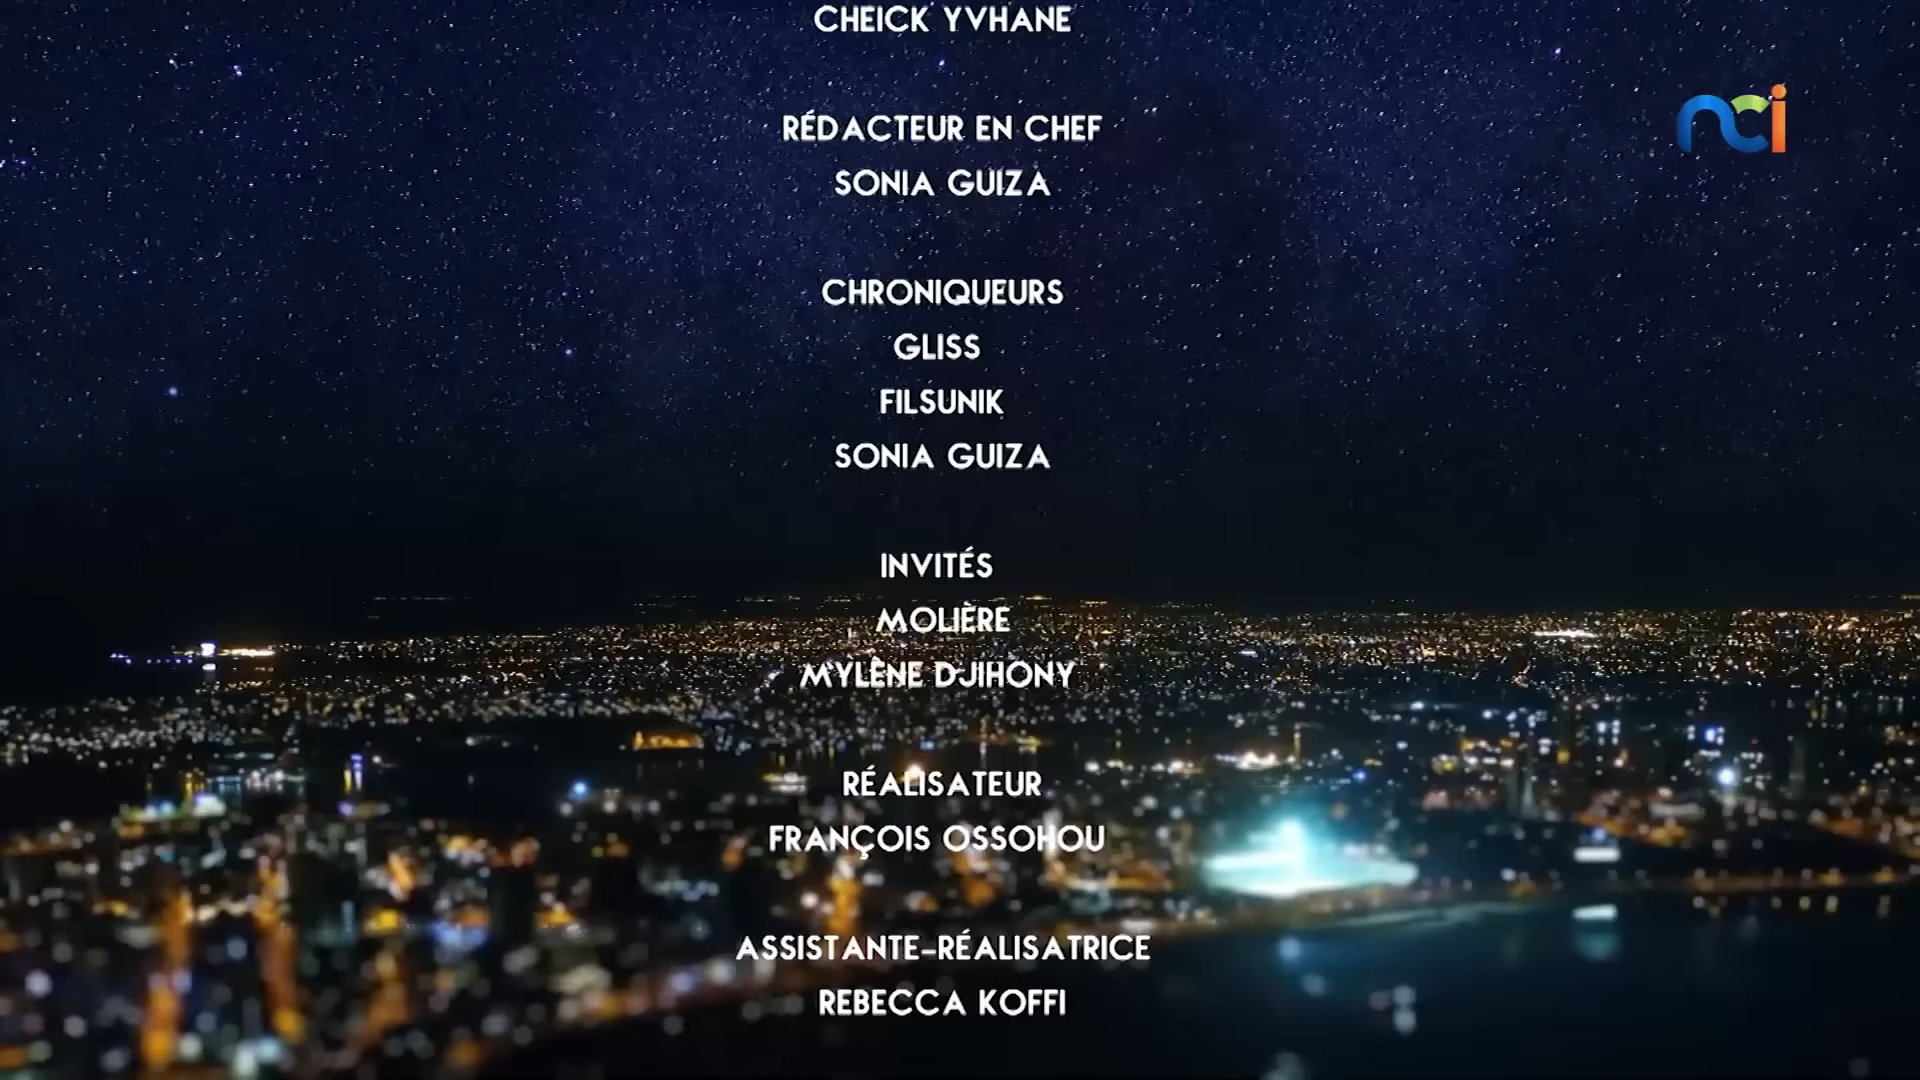 CHEICK YVHANE
nci
RÉDACTEUR EN CHEF
SONIA GUIZA
CHRONIQUEURS
GLISS
FILSUNIK
SONIA GUIZA
INVITÉS
MOLIÈRE
MYLÈNE DJIHONY
RÉALISATEUR
FRANÇOIS OSSOHOU
ASSISTANTE-RÉALISATRICE
REBECCA KOFFI